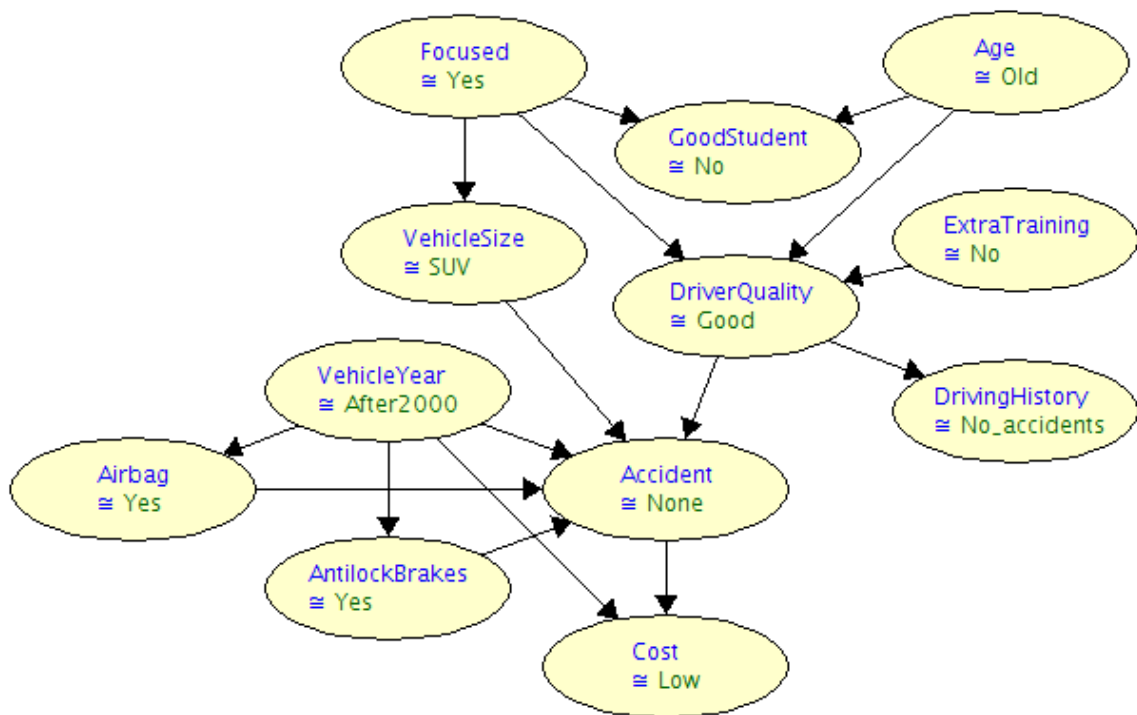 Focused
≅ Yes
Age
≅ Old
GoodStudent
≅ No
VehicleSize
≅ SUV
ExtraTraining
≅ No
DriverQuality
≅ Good
VehicleYear
≅ After2000
DrivingHistory
≅ No_accidents
Airbag
≅ Yes
Accident
≅ None
AntilockBrakes
≅ Yes
Cost
≅ Low